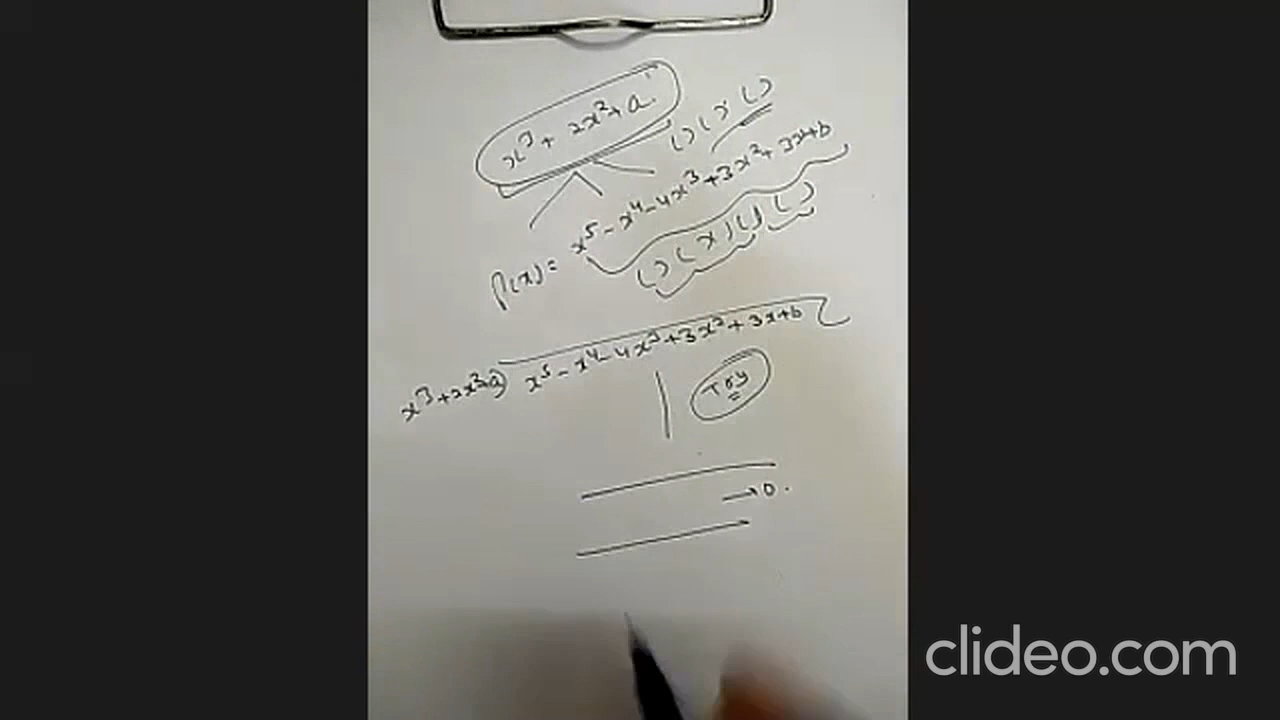 x³ + 2x² + a
( ) ( x ) ( )
p(x) = x⁵ - x⁴ - 4x³ + 3x² + 3x + b
( ) ( x ) ( ) ( )
x³ + 2x² + a) x⁵ - x⁴ - 4x³ + 3x² + 3x + b
Try
→ 0.
clideo.com